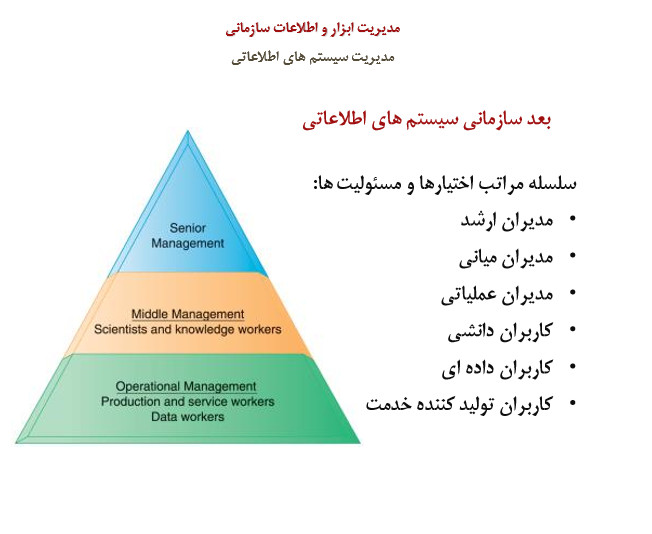 مدیریت ابزار و اطلاعات سازمانی
مدیریت سیستم های اطلاعاتی
بعد سازمانی سیستم های اطلاعاتی
سلسله مراتب اختیارها و مسئولیت ها:
• مدیران ارشد
• مدیران میانی
• مدیران عملیاتی
• کاربران دانشی
• کاربران داده ای
• کاربران تولید کننده خدمت
Senior
Management
Middle Management
Scientists and knowledge workers
Operational Management
Production and service workers
Data workers